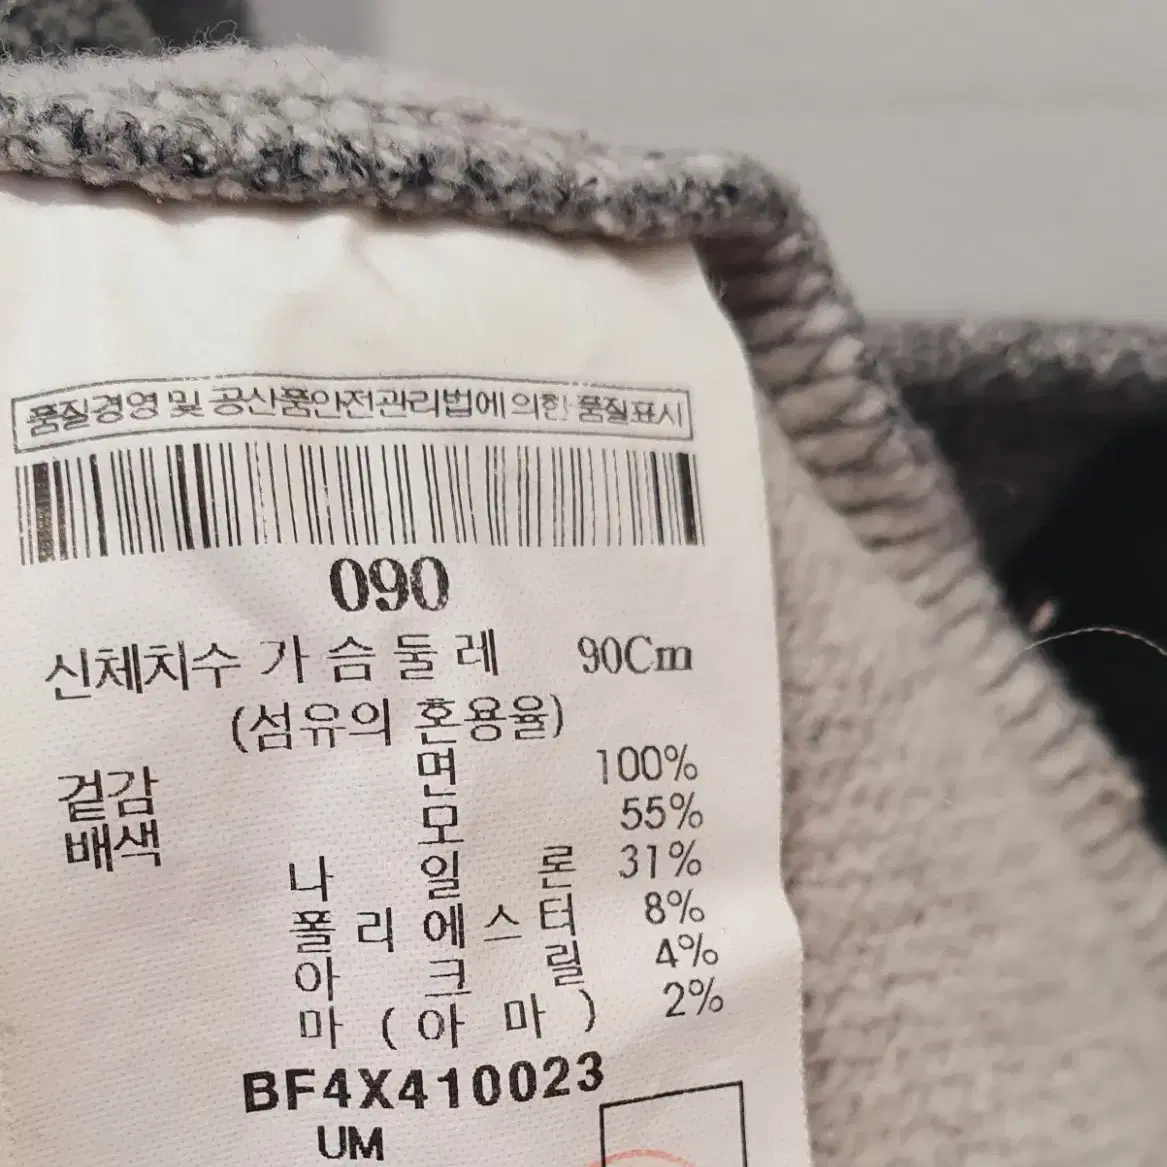 품질경영 및 공산품안전관리법에 의한 품질표시
090
신체치수 가 슴 둘 레 90Cm
(섬유의 혼용율)
겉감 면 100%
배색 모 55%
나 일 론 31%
폴 리 에 스 터 8%
아 크 릴 4%
마 ( 아 마 ) 2%
BF4X410023
UM